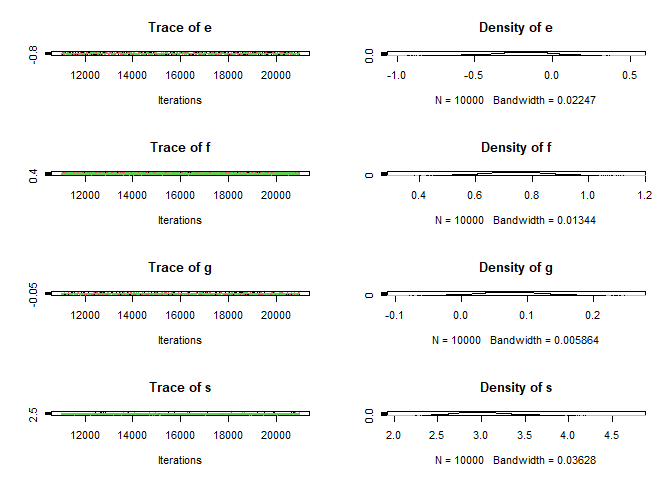 Trace of e
-0.8
12000 14000 16000 18000 20000
Iterations
Density of e
0.0
-1.0 -0.5 0.0 0.5
N = 10000 Bandwidth = 0.02247
Trace of f
0.4
12000 14000 16000 18000 20000
Iterations
Density of f
0
0.4 0.6 0.8 1.0 1.2
N = 10000 Bandwidth = 0.01344
Trace of g
-0.05
12000 14000 16000 18000 20000
Iterations
Density of g
0
-0.1 0.0 0.1 0.2
N = 10000 Bandwidth = 0.005864
Trace of s
2.5
12000 14000 16000 18000 20000
Iterations
Density of s
0.0
2.0 2.5 3.0 3.5 4.0 4.5
N = 10000 Bandwidth = 0.03628